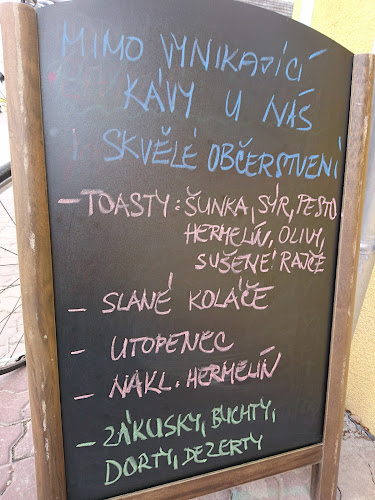 MIMO VYNIKAJÍCÍ
KÁVY U NÁS
I SKVĚLÉ OBČERSTVENÍ
- TOASTY: ŠUNKA, SÝR, PESTO
HERMELÍN, OLIVY,
SUŠENÉ RAJČE
- SLANÉ KOLÁČE
- UTOPENEC
- NAKL. HERMELÍN
- ZÁKUSKY, BUCHTY,
DORTY, DEZERTY